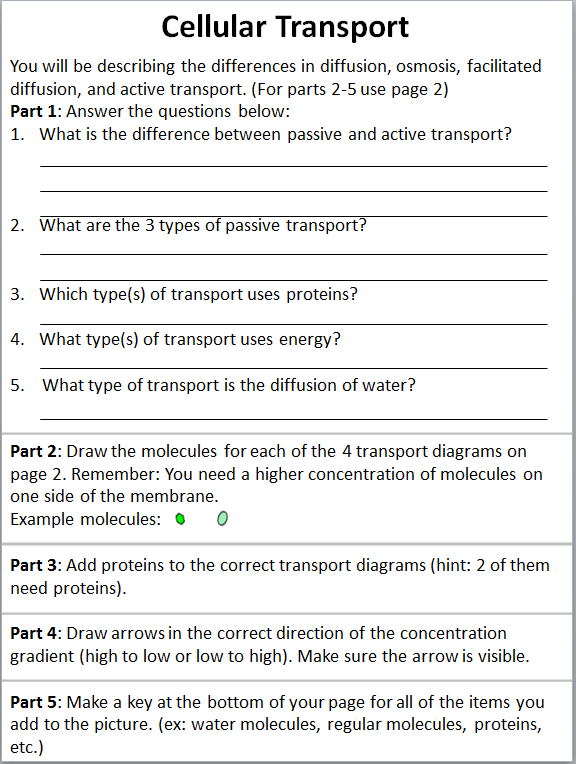 Cellular Transport
You will be describing the differences in diffusion, osmosis, facilitated
diffusion, and active transport. (For parts 2-5 use page 2)
Part 1: Answer the questions below:
1. What is the difference between passive and active transport?
2. What are the 3 types of passive transport?
3. Which type(s) of transport uses proteins?
4. What type(s) of transport uses energy?
5. What type of transport is the diffusion of water?
Part 2: Draw the molecules for each of the 4 transport diagrams on
page 2. Remember: You need a higher concentration of molecules on
one side of the membrane.
Example molecules:
Part 3: Add proteins to the correct transport diagrams (hint: 2 of them
need proteins).
Part 4: Draw arrows in the correct direction of the concentration
gradient (high to low or low to high). Make sure the arrow is visible.
Part 5: Make a key at the bottom of your page for all of the items you
add to the picture. (ex: water molecules, regular molecules, proteins,
etc.)